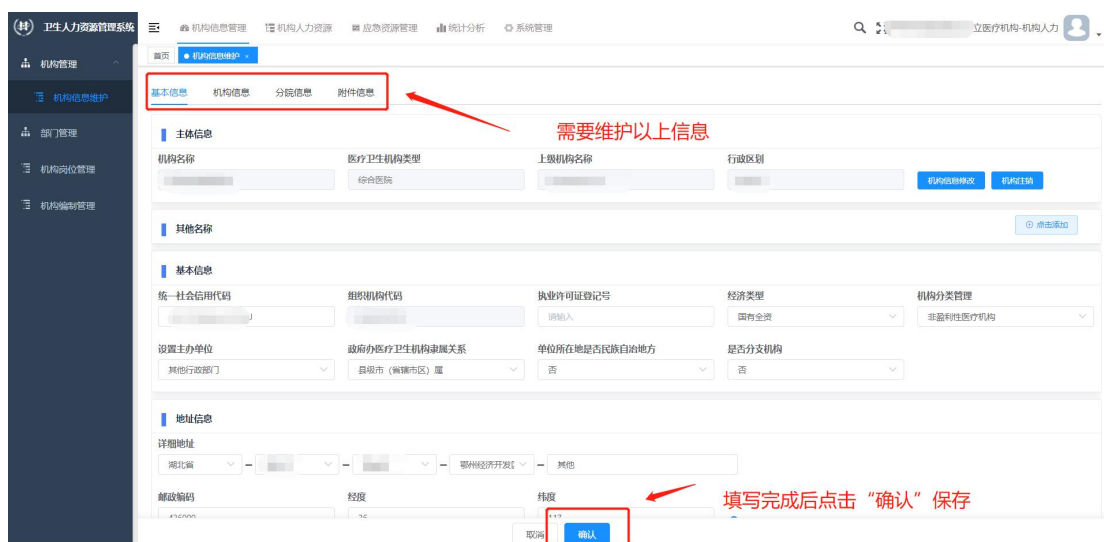 卫生人力资源管理系统
机构信息管理 机构人力资源 应急资源管理 统计分析 系统管理
立医疗机构-机构人力
首页 机构信息维护 ×
机构管理
机构信息维护
部门管理
机构岗位管理
机构编制管理
基本信息 机构信息 分院信息 附件信息
需要维护以上信息
主体信息
机构名称 医疗卫生机构类型 上级机构名称 行政区别
综合医院
机构信息修改 机构注销
其他名称
点击添加
基本信息
统一社会信用代码 组织机构代码 执业许可证登记号 经济类型 机构分类管理
请输入 国有全资 非盈利性医疗机构
设置主办单位 政府办医疗卫生机构隶属关系 单位所在地是否民族自治地方 是否分支机构
其他行政部门 县级市（省辖市区）属 否 否
地址信息
详细地址
湖北省 – – – 鄂州经济开发 – 其他
邮政编码 经度 纬度
填写完成后点击“确认”保存
取消 确认